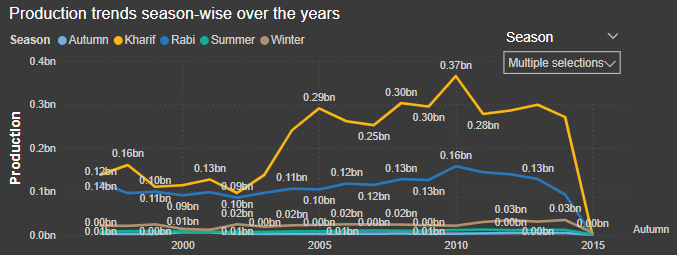 Production trends season-wise over the years
Season
Season Autumn Kharif Rabi Summer Winter
Multiple selections
0.4bn
0.37bn
0.3bn
0.29bn 0.30bn
0.25bn 0.30bn 0.28bn
Production
0.2bn
0.16bn 0.13bn 0.16bn
0.12bn 0.10bn 0.09bn 0.11bn 0.12bn 0.13bn 0.13bn
0.14bn
0.1bn
0.11bn 0.09bn 0.10bn 0.10bn 0.12bn 0.13bn
0.00bn 0.00bn 0.01bn 0.02bn 0.02bn 0.02bn 0.02bn 0.03bn 0.03bn 0.00bn
0.0bn
0.01bn 0.00bn 0.01bn 0.00bn 0.01bn 0.00bn 0.01bn 0.00bn
Autumn
2000 2005 2010 2015